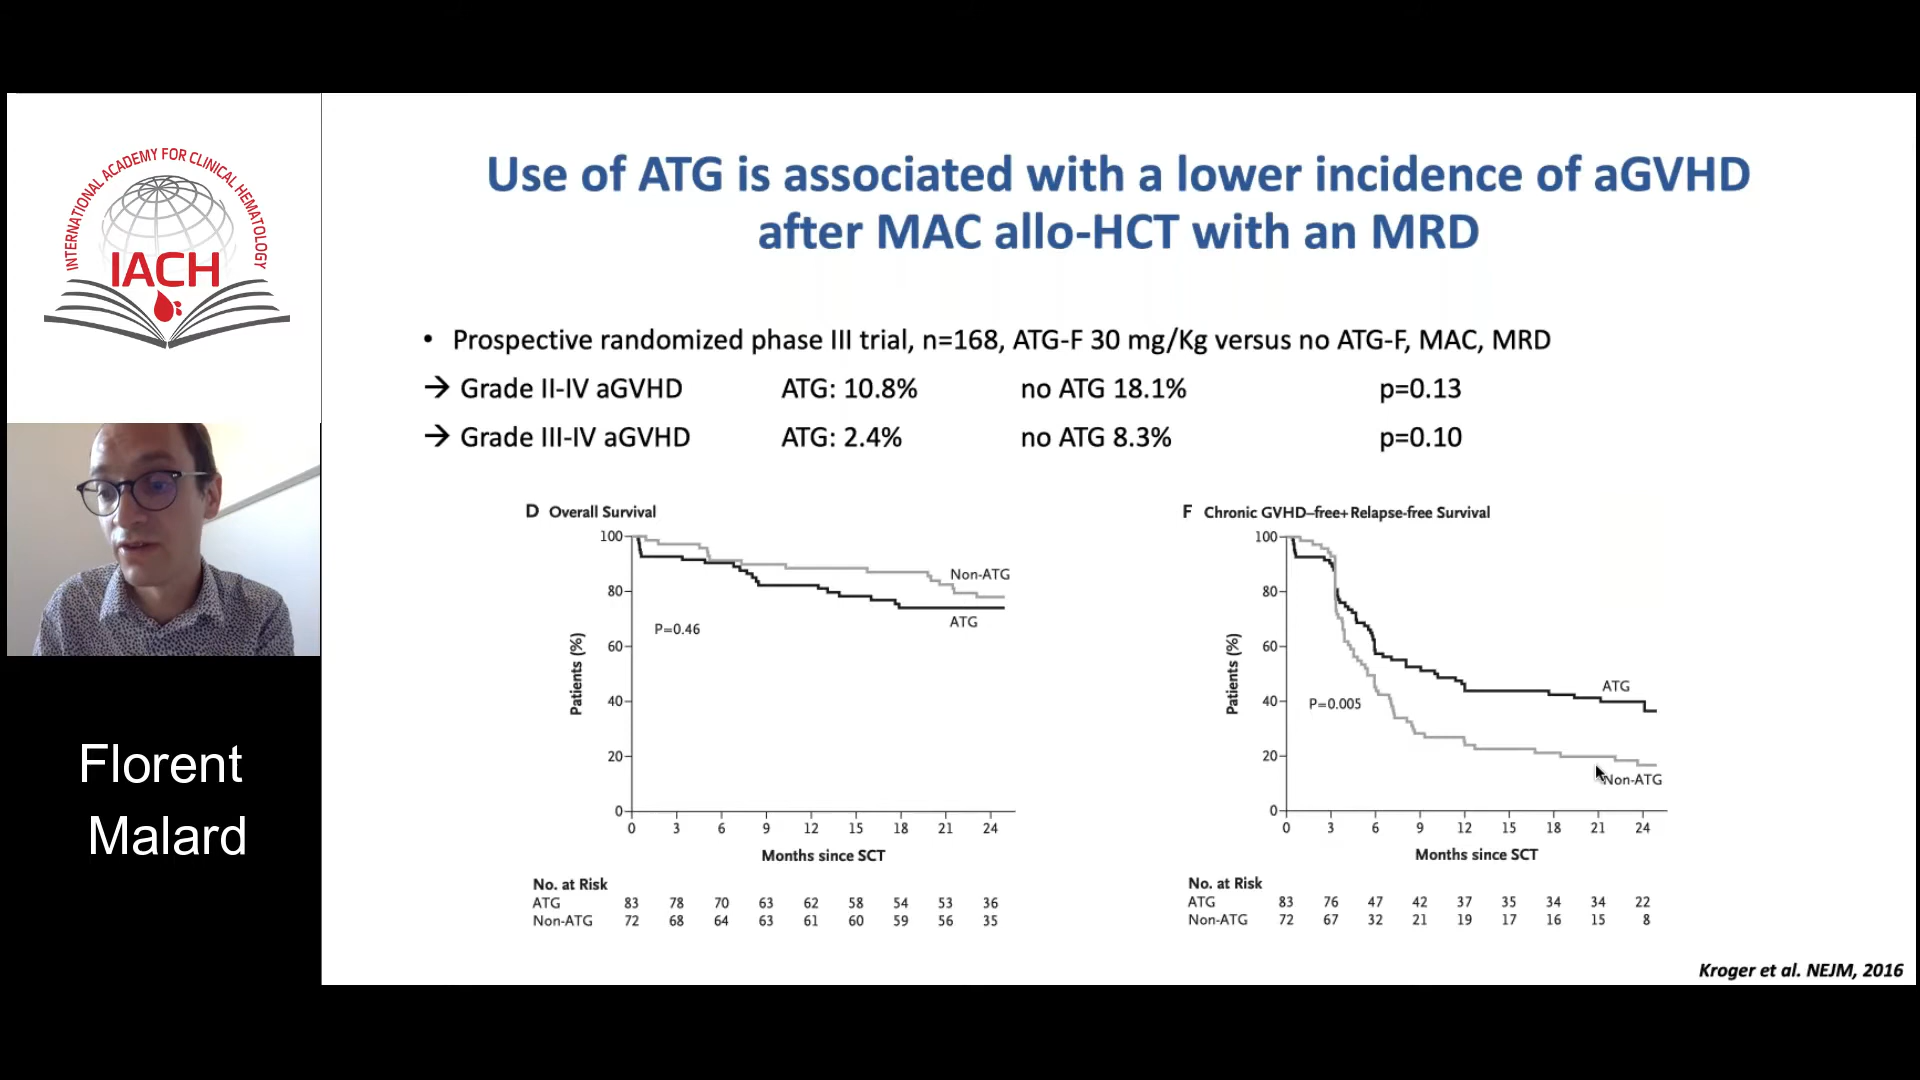 INTERNATIONAL ACADEMY FOR CLINICAL HEMATOLOGY
IACH
Florent
Malard
Use of ATG is associated with a lower incidence of aGVHD
after MAC allo-HCT with an MRD
• Prospective randomized phase III trial, n=168, ATG-F 30 mg/Kg versus no ATG-F, MAC, MRD
→ Grade II-IV aGVHD ATG: 10.8% no ATG 18.1% p=0.13
→ Grade III-IV aGVHD ATG: 2.4% no ATG 8.3% p=0.10
D Overall Survival
100
80
60
40
20
0
Patients (%)
Non-ATG
ATG
P=0.46
0 3 6 9 12 15 18 21 24
Months since SCT
No. at Risk
ATG 83 78 70 63 62 58 54 53 36
Non-ATG 72 68 64 63 61 60 59 56 35
F Chronic GVHD–free+Relapse-free Survival
100
80
60
40
20
0
Patients (%)
ATG
P=0.005
Non-ATG
0 3 6 9 12 15 18 21 24
Months since SCT
No. at Risk
ATG 83 76 47 42 37 35 34 34 22
Non-ATG 72 67 32 21 19 17 16 15 8
Kroger et al. NEJM, 2016